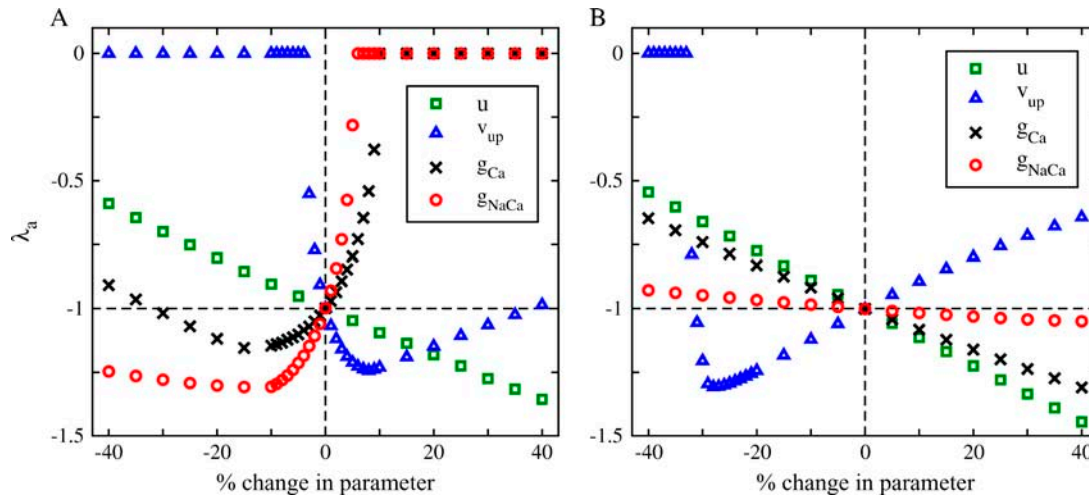 A
B
0
-0.5
-1
-1.5
λa
u
vup
gCa
gNaCa
-40
-20
0
20
40
% change in parameter
0
-0.5
-1
-1.5
u
vup
gCa
gNaCa
-40
-20
0
20
40
% change in parameter